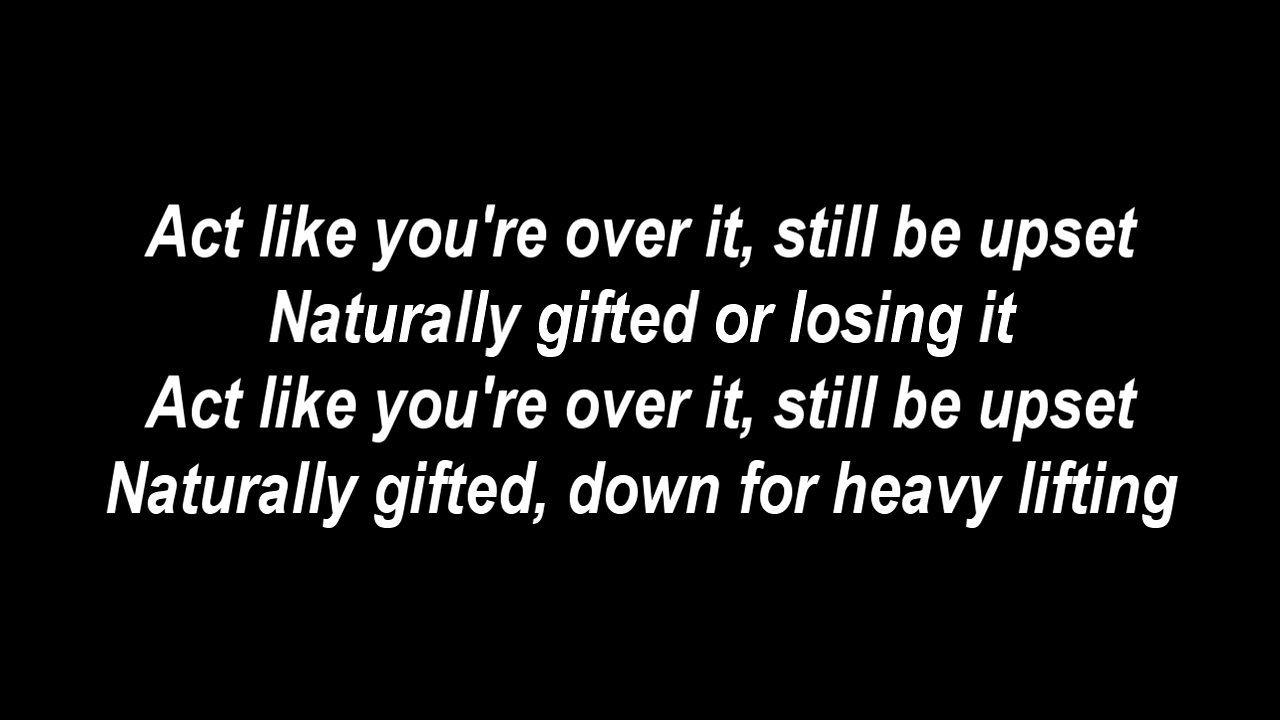 Act like you're over it, still be upset
Naturally gifted or losing it
Act like you're over it, still be upset
Naturally gifted, down for heavy lifting